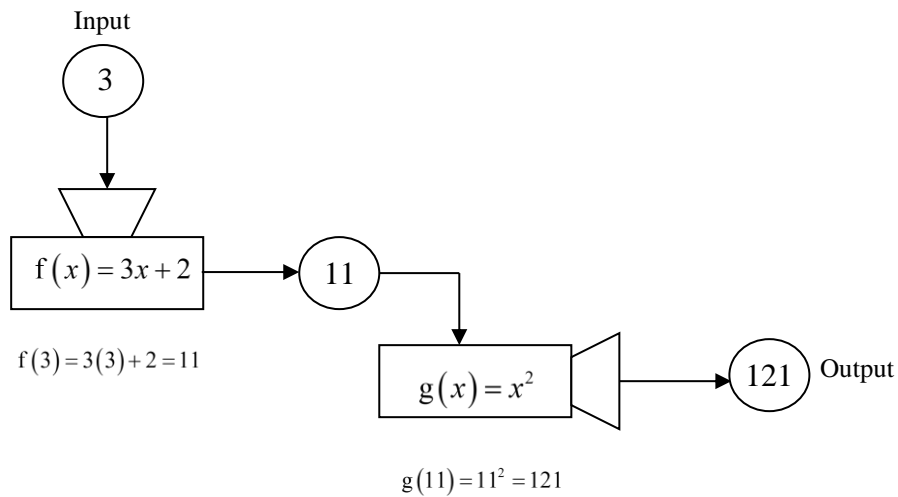 Input
3
f(x) = 3x + 2
11
f(3) = 3(3) + 2 = 11
g(x) = x²
121
Output
g(11) = 11² = 121